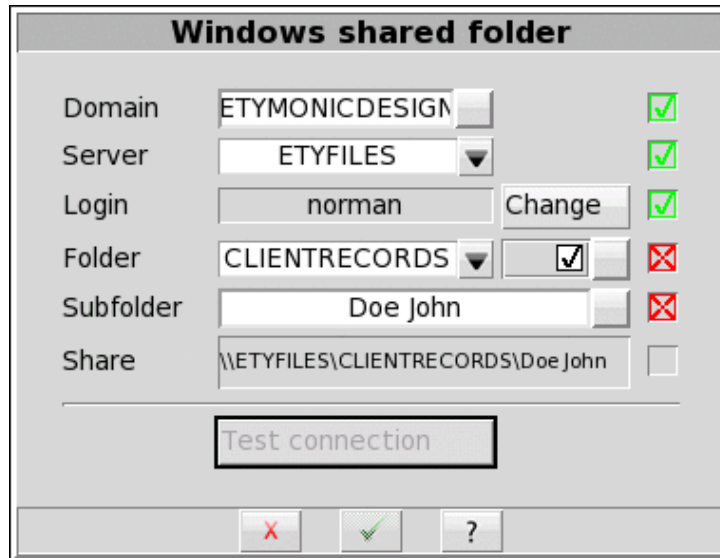 Windows shared folder
Domain ETYMONICDESIGN
Server ETYFILES
Login norman Change
Folder CLIENTRECORDS
Subfolder Doe John
Share \\ETYFILES\CLIENTRECORDS\Doe John
Test connection
X ?